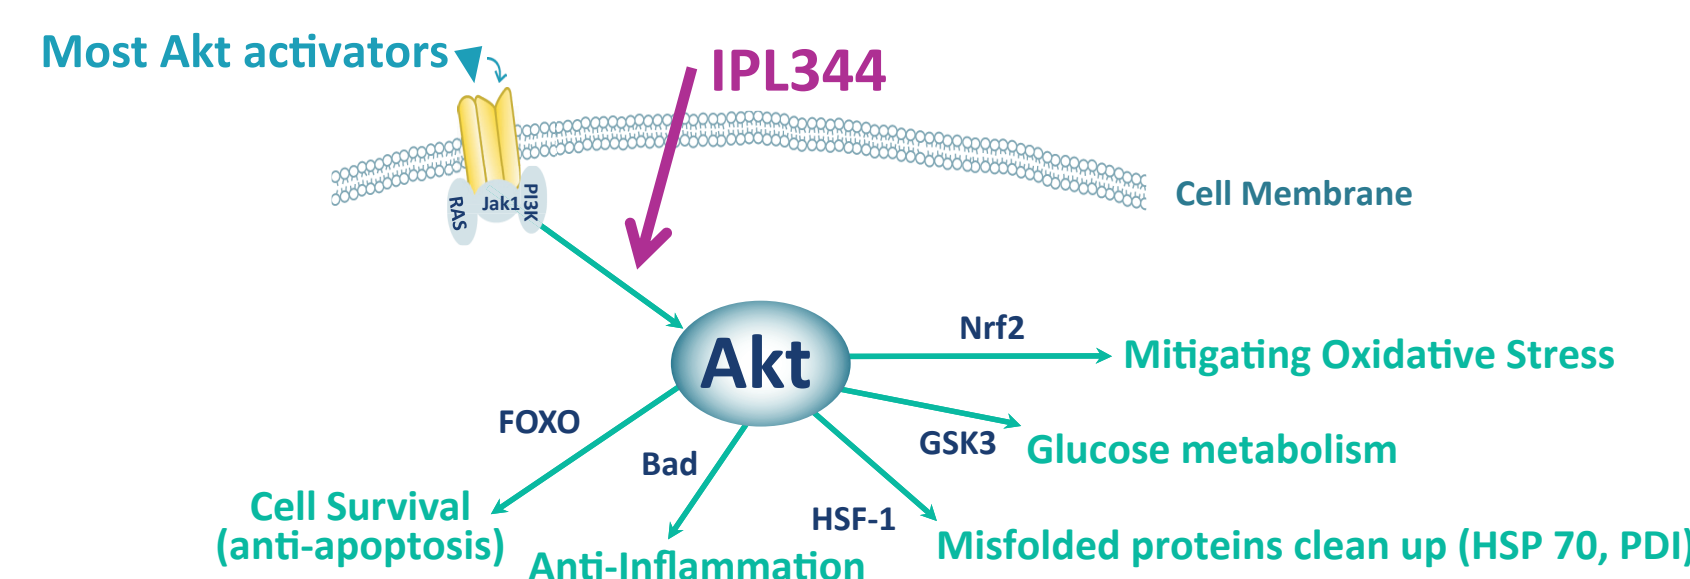 Most Akt activators
IPL344
Cell Membrane
RAS
Jak1
PI3K
Akt
Nrf2
Mitigating Oxidative Stress
FOXO
GSK3
Glucose metabolism
Bad
Cell Survival
(anti-apoptosis)
HSF-1
Misfolded proteins clean up (HSP 70, PDI)
Anti-Inflammation